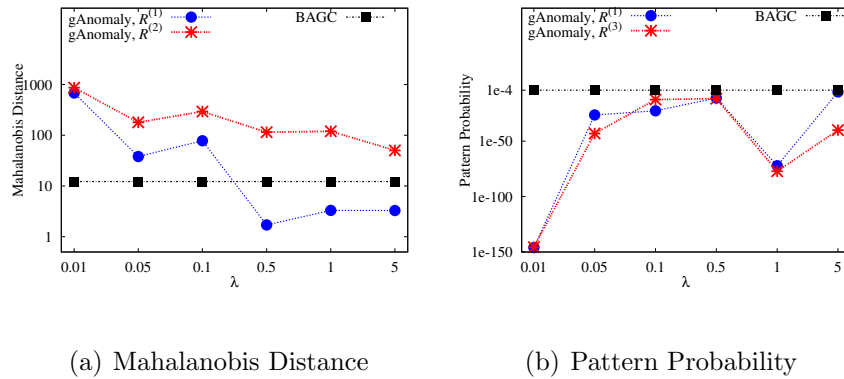 gAnomaly, R(1)
gAnomaly, R(2)
BAGC
Mahalanobis Distance
1000
100
10
1
0.01 0.05 0.1 0.5 1 5
λ
(a) Mahalanobis Distance
gAnomaly, R(1)
gAnomaly, R(3)
BAGC
Pattern Probability
1e-4
1e-50
1e-100
1e-150
0.01 0.05 0.1 0.5 1 5
λ
(b) Pattern Probability